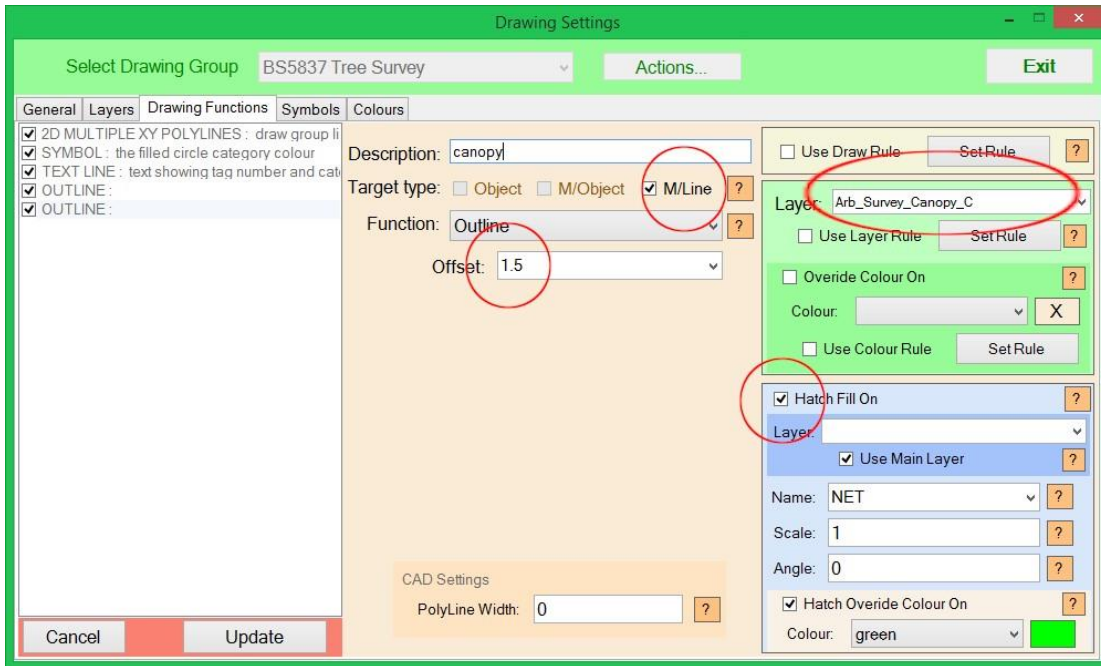 Drawing Settings
Select Drawing Group BS5837 Tree Survey Actions... Exit
General Layers Drawing Functions Symbols Colours
2D MULTIPLE XY POLYLINES : draw group li
SYMBOL : the filled circle category colour
TEXT LINE : text showing tag number and cat
OUTLINE :
OUTLINE :
Cancel Update
Description: canopy
Target type: Object M/Object M/Line ?
Function: Outline ?
Offset: 1.5
CAD Settings
PolyLine Width: 0 ?
Use Draw Rule Set Rule ?
Layer: Arb_Survey_Canopy_C
Use Layer Rule Set Rule ?
Overide Colour On ?
Colour: X
Use Colour Rule Set Rule
Hatch Fill On ?
Layer:
Use Main Layer ?
Name: NET ?
Scale: 1 ?
Angle: 0 ?
Hatch Overide Colour On ?
Colour: green